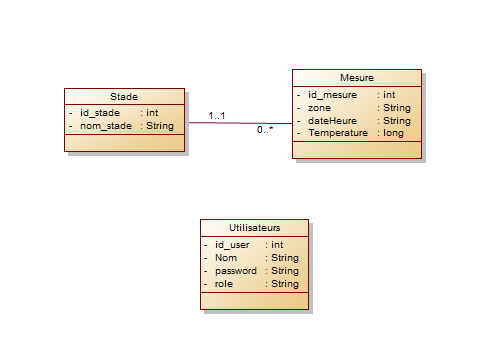 Stade
- id_stade : int
- nom_stade : String
1..1
0..*
Mesure
- id_mesure : int
- zone : String
- dateHeure : String
- Temperature : long
Utilisateurs
- id_user : int
- Nom : String
- password : String
- role : String